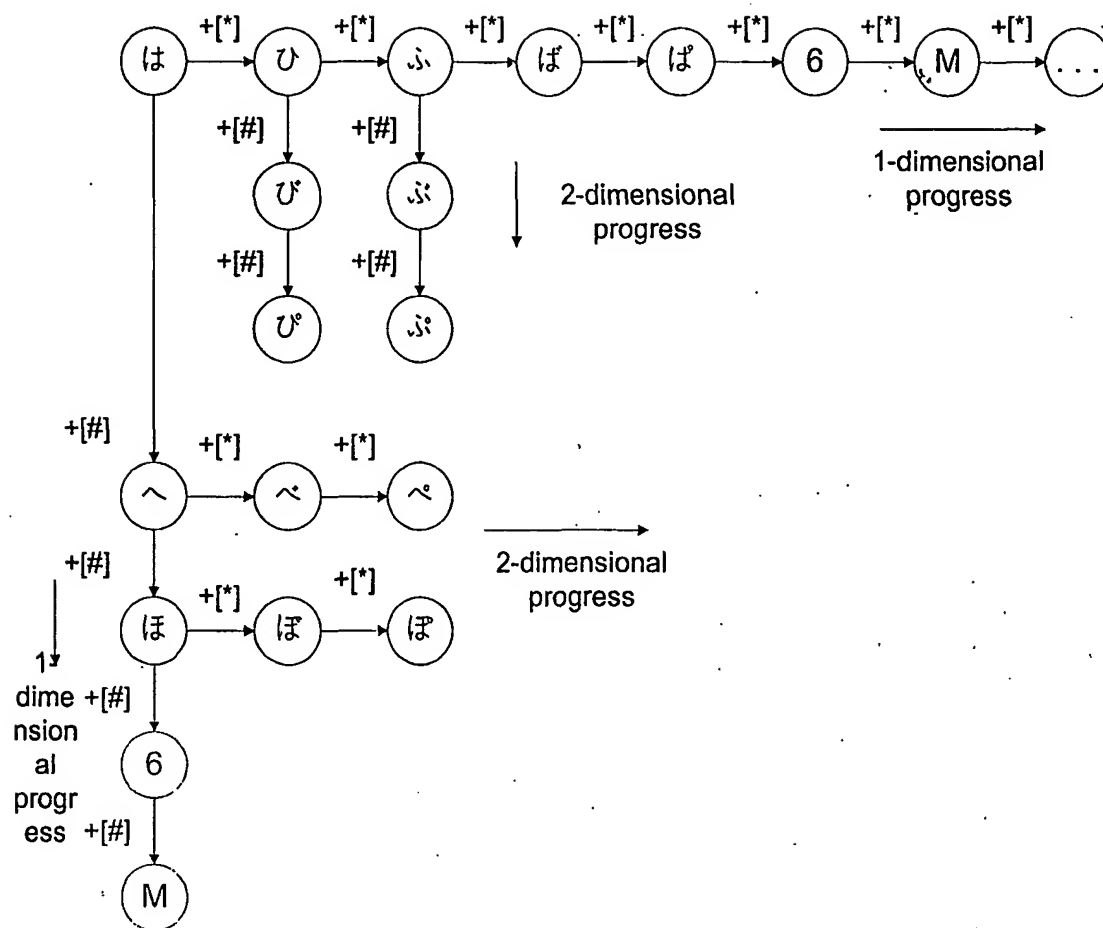 +[*] +[*] +[*] +[*] +[*] +[*] +[*]
は ひ ふ ば ぱ 6 M ...
+[#] +[#]
1-dimensional
progress
び ぶ
2-dimensional
progress
+[#] +[#]
ぴ ぷ
+[#] +[*] +[*]
へ べ ぺ
2-dimensional
progress
+[#] +[*] +[*]
ほ ぼ ぽ
1-
dime
nsion
al
progr
ess
+[#]
6
+[#]
M